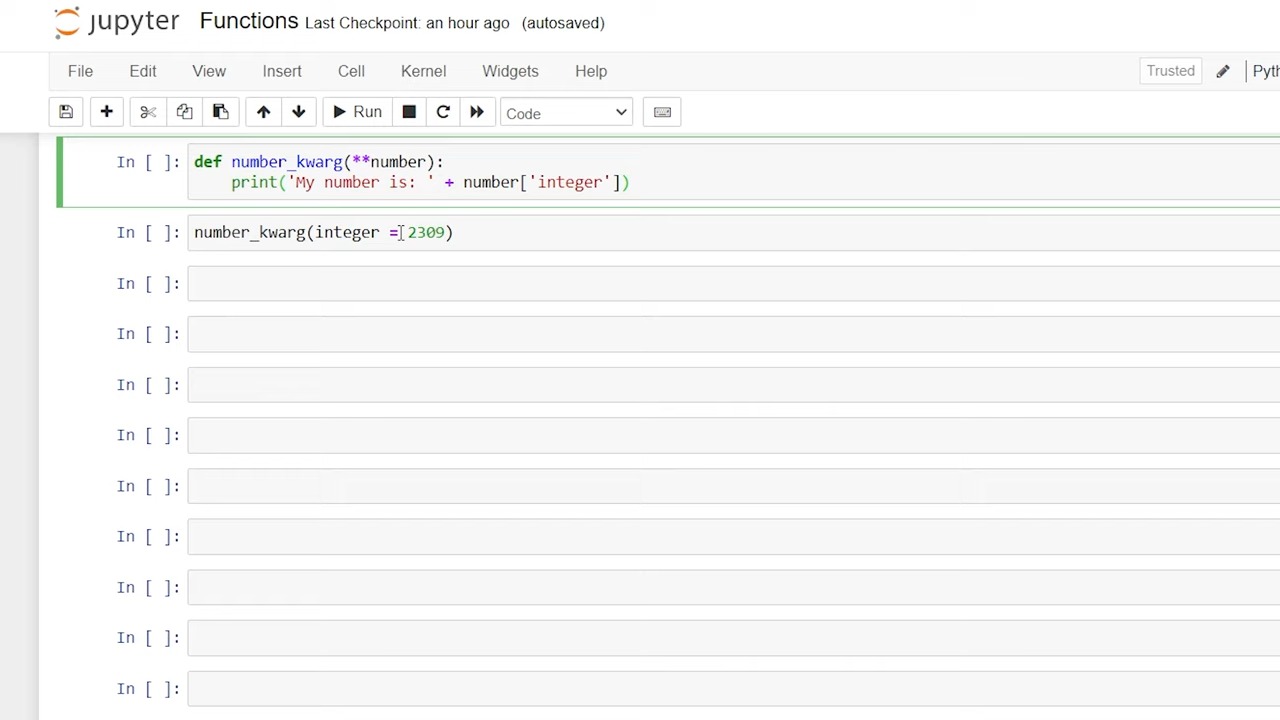 jupyter Functions Last Checkpoint: an hour ago (autosaved)
File Edit View Insert Cell Kernel Widgets Help Trusted Pyth
Run Code
In [ ]: def number_kwarg(**number):
print('My number is: ' + number['integer'])
In [ ]: number_kwarg(integer = 2309)
In [ ]:
In [ ]:
In [ ]:
In [ ]:
In [ ]:
In [ ]:
In [ ]:
In [ ]:
In [ ]: